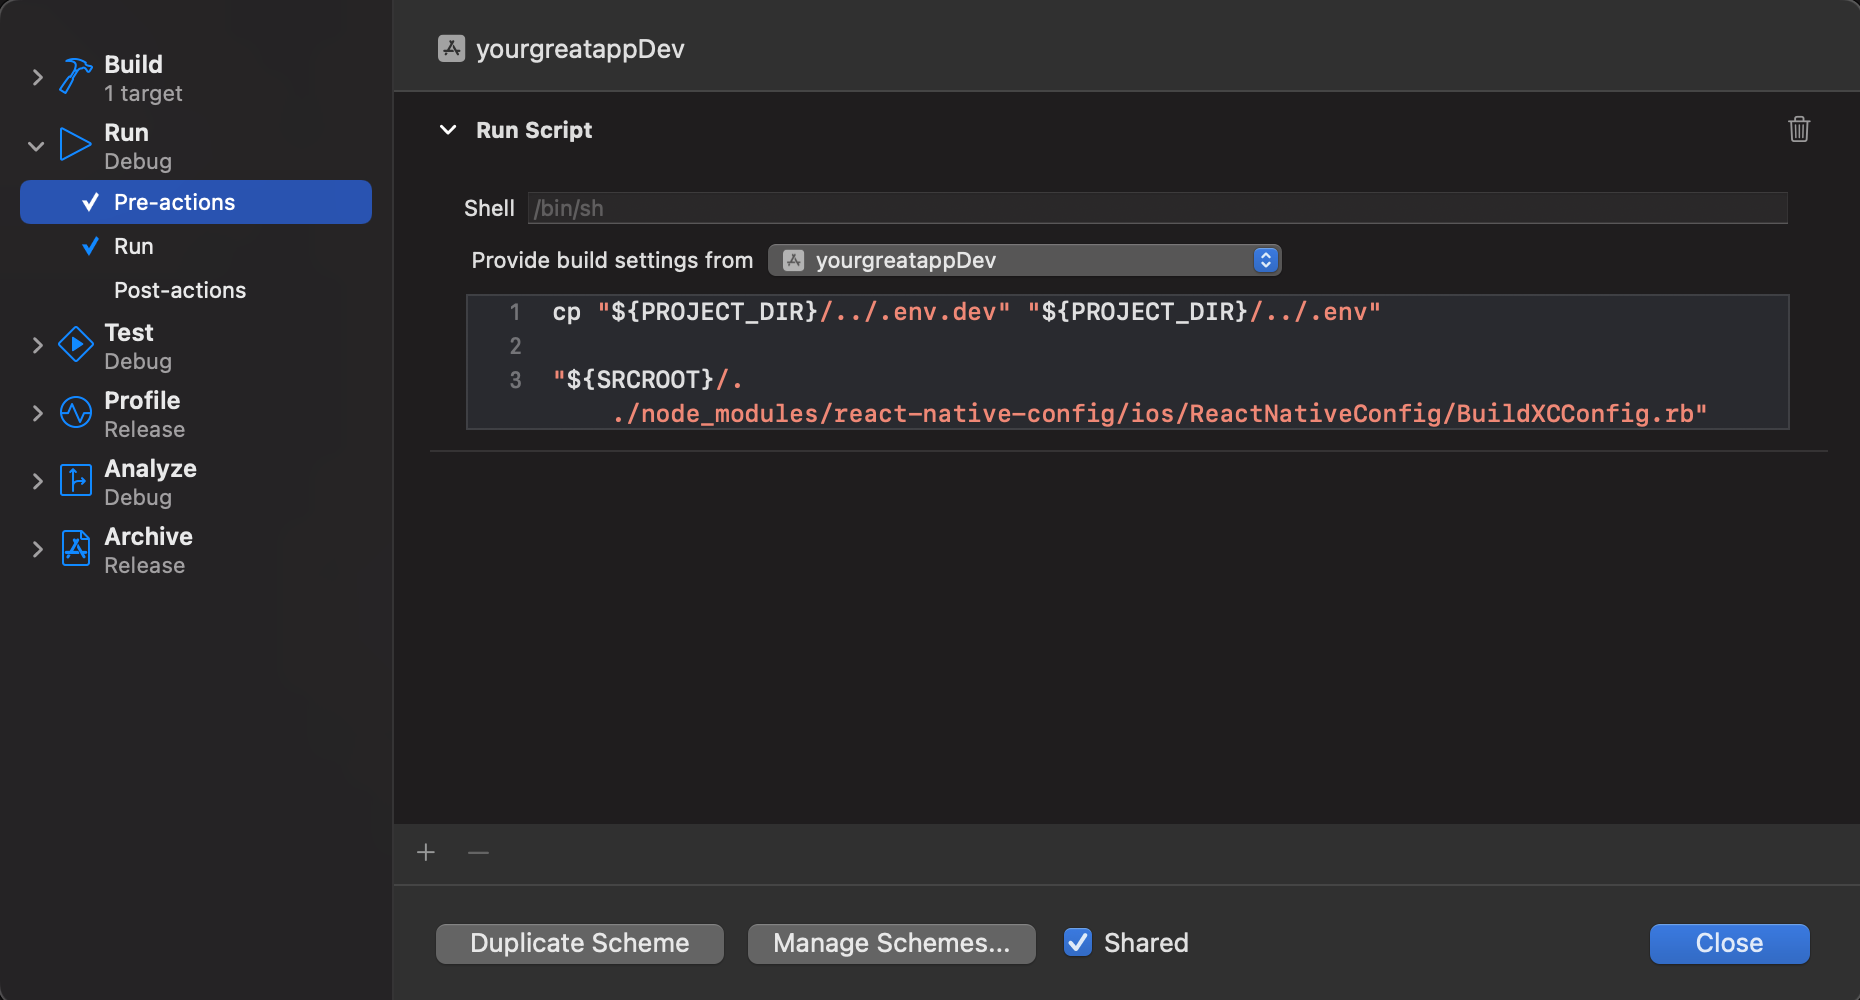 Build
1 target
Run
Debug
Pre-actions
Run
Post-actions
Test
Debug
Profile
Release
Analyze
Debug
Archive
Release
yourgreatappDev
Run Script
Shell /bin/sh
Provide build settings from yourgreatappDev
1 cp "${PROJECT_DIR}/../.env.dev" "${PROJECT_DIR}/../.env"
2
3 "${SRCROOT}/.
./node_modules/react-native-config/ios/ReactNativeConfig/BuildXCConfig.rb"
Duplicate Scheme Manage Schemes... Shared Close